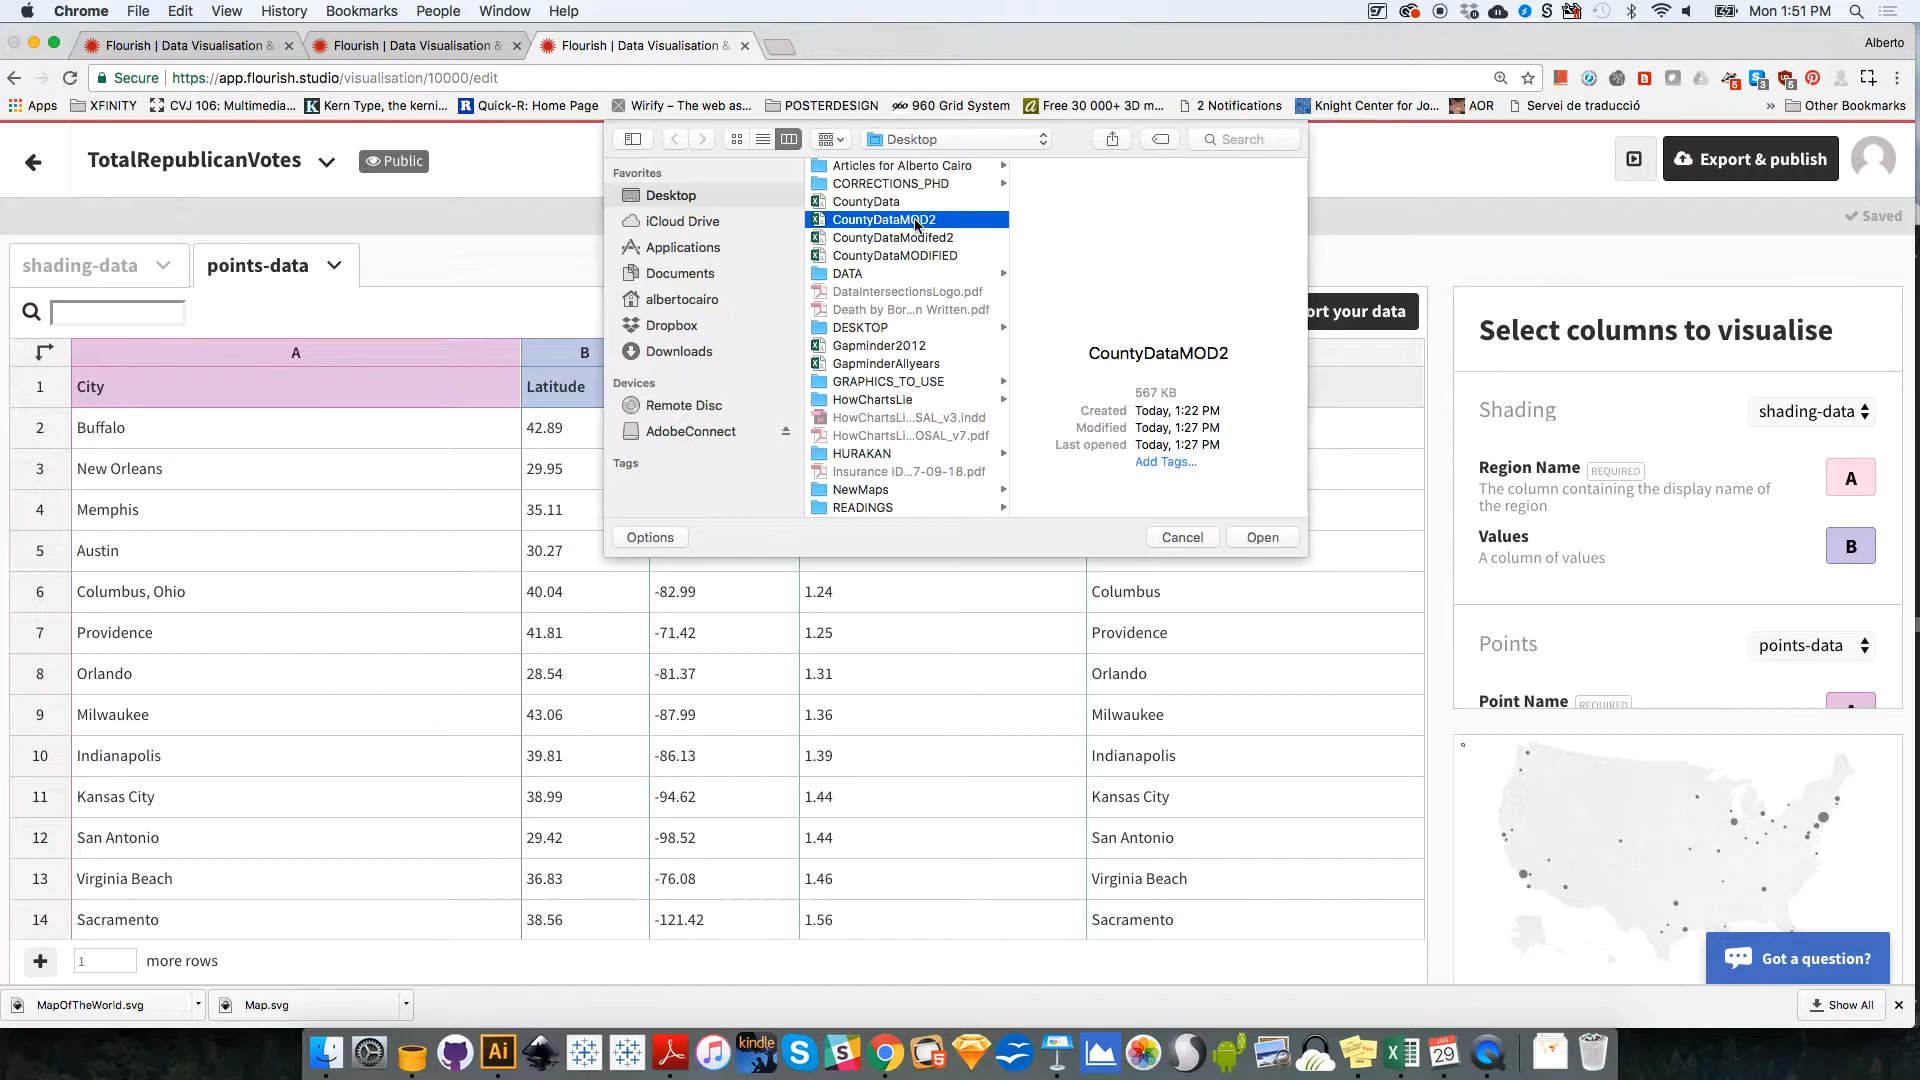 Chrome File Edit View History Bookmarks People Window Help Mon 1:51 PM
Flourish | Data Visualisation & Flourish | Data Visualisation & Flourish | Data Visualisation & Alberto
Secure https://app.flourish.studio/visualisation/10000/edit
Apps XFINITY CVJ 106: Multimedia... Kern Type, the kerni... Quick-R: Home Page Wirify – The web as... POSTERDESIGN 960 Grid System Free 30 000+ 3D m... 2 Notifications Knight Center for Jo... AOR Servei de traducció » Other Bookmarks
TotalRepublicanVotes Public Export & publish
Saved
shading-data points-data
ort your data
Desktop Search
Favorites
Desktop
iCloud Drive
Applications
Documents
albertocairo
Dropbox
Downloads
Devices
Remote Disc
AdobeConnect
Tags
Articles for Alberto Cairo
CORRECTIONS_PHD
CountyData
CountyDataMOD2
CountyDataModifed2
CountyDataMODIFIED
DATA
DataIntersectionsLogo.pdf
Death by Bor...n Written.pdf
DESKTOP
Gapminder2012
GapminderAllyears
GRAPHICS_TO_USE
HowChartsLie
HowChartsLi...SAL_v3.indd
HowChartsLi...OSAL_v7.pdf
HURAKAN
Insurance ID...7-09-18.pdf
NewMaps
READINGS
CountyDataMOD2
567 KB
Created Today, 1:22 PM
Modified Today, 1:27 PM
Last opened Today, 1:27 PM
Add Tags...
Options Cancel Open
A B
1 City Latitude
2 Buffalo 42.89
3 New Orleans 29.95
4 Memphis 35.11
5 Austin 30.27
6 Columbus, Ohio 40.04 -82.99 1.24 Columbus
7 Providence 41.81 -71.42 1.25 Providence
8 Orlando 28.54 -81.37 1.31 Orlando
9 Milwaukee 43.06 -87.99 1.36 Milwaukee
10 Indianapolis 39.81 -86.13 1.39 Indianapolis
11 Kansas City 38.99 -94.62 1.44 Kansas City
12 San Antonio 29.42 -98.52 1.44 San Antonio
13 Virginia Beach 36.83 -76.08 1.46 Virginia Beach
14 Sacramento 38.56 -121.42 1.56 Sacramento
1 more rows
Select columns to visualise
Shading shading-data
Region Name REQUIRED A
The column containing the display name of
the region
Values B
A column of values
Points points-data
Point Name REQUIRED
Got a question?
MapOfTheWorld.svg Map.svg Show All
Ai kindle JAN 29